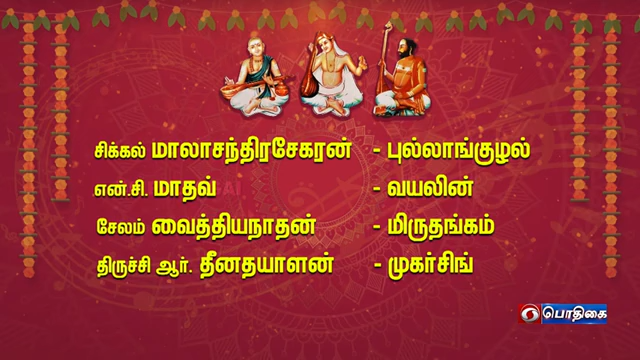 சிக்கல் மாலாசந்திரசேகரன் - புல்லாங்குழல்
என்.சி. மாதவ் - வயலின்
சேலம் வைத்தியநாதன் - மிருதங்கம்
திருச்சி ஆர். தீனதயாளன் - முகர்சிங்
பொதிகை